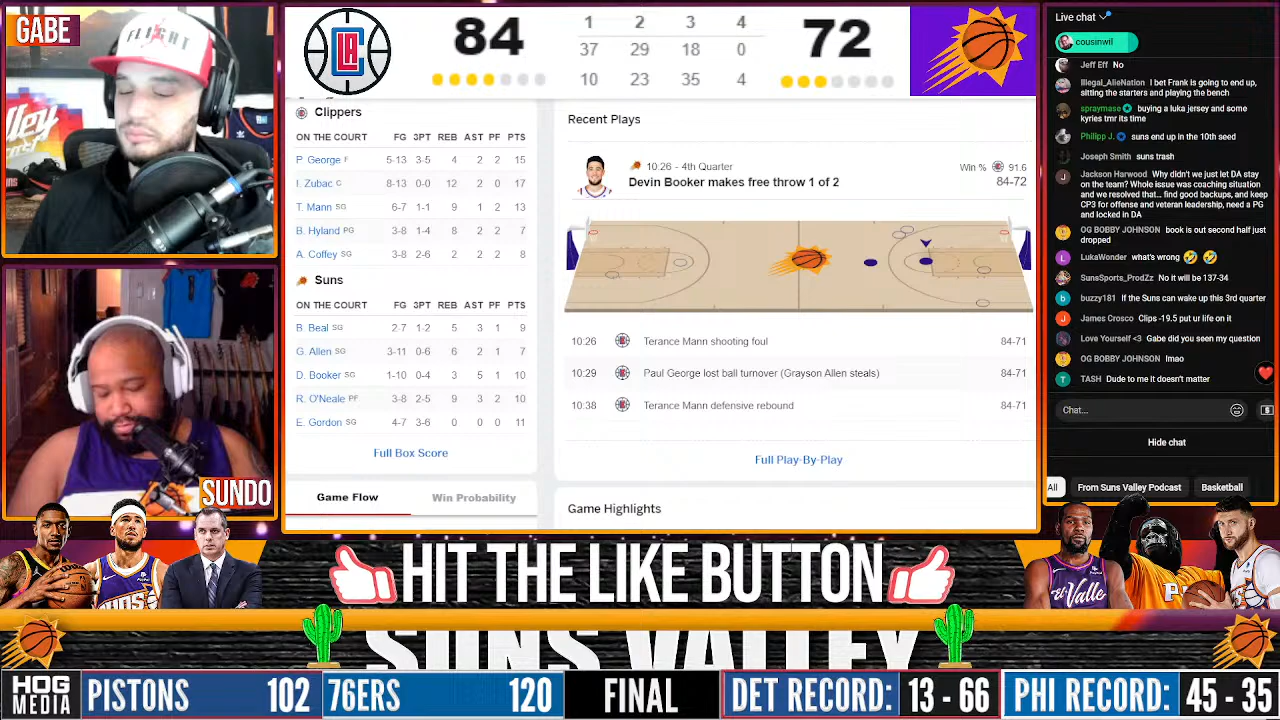 GABE
FLIGHT
SUNDO
84
1 2 3 4
37 29 18 0
10 23 35 4
72
Clippers
ON THE COURT FG 3PT REB AST PF PTS
P. George F 5-13 3-5 4 2 2 15
I. Zubac C 8-13 0-0 12 2 0 17
T. Mann SG 6-7 1-1 9 1 2 13
B. Hyland PG 3-8 1-4 8 2 2 7
A. Coffey SG 3-8 2-6 2 2 2 8
Suns
ON THE COURT FG 3PT REB AST PF PTS
B. Beal SG 2-7 1-2 5 3 1 9
G. Allen SG 3-11 0-6 6 2 1 7
D. Booker SG 1-10 0-4 3 5 1 10
R. O'Neale PF 3-8 2-5 9 3 2 10
E. Gordon SG 4-7 3-6 0 0 0 11
Full Box Score
Game Flow Win Probability
Recent Plays
10:26 - 4th Quarter
Devin Booker makes free throw 1 of 2
Win % 91.6
84-72
10:26 Terance Mann shooting foul 84-71
10:29 Paul George lost ball turnover (Grayson Allen steals) 84-71
10:38 Terance Mann defensive rebound 84-71
Full Play-By-Play
Game Highlights
Live chat
cousinwil
Jeff Eff No
Illegal_AlieNation I bet Frank is going to end up,
sitting the starters and playing the bench
spraymase buying a luka jersey and some
kyries tmr its time
Philipp J. suns end up in the 10th seed
Joseph Smith suns trash
Jackson Harwood Why didn't we just let DA stay
on the team? Whole issue was coaching situation
and we resolved that... Find good backups, and keep
CP3 for offense and veteran leadership, need a PG
and locked in DA
OG BOBBY JOHNSON book is out second half just
dropped
LukaWonder what's wrong 🤣 🤣
SunsSports_ProdZz No it will be 137-34
buzzy181 If the Suns can wake up this 3rd quarter
James Crosco Clips -19.5 put ur life on it
Love Yourself <3 Gabe did you seen my question
OG BOBBY JOHNSON lmao
TASH Dude to me it doesn't matter
Chat...
Hide chat
All From Suns Valley Podcast Basketball
HIT THE LIKE BUTTON
SUNS VALLEY
HOG
MEDIA
PISTONS 102 76ERS 120 FINAL DET RECORD: 13 - 66 PHI RECORD: 45 - 35